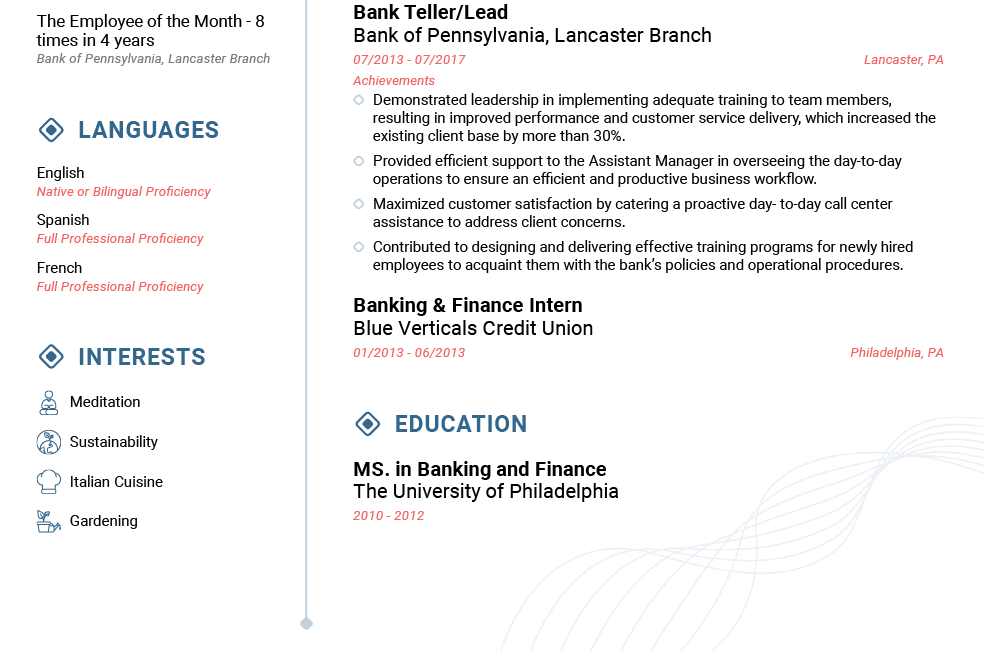 The Employee of the Month - 8
times in 4 years
Bank of Pennsylvania, Lancaster Branch
LANGUAGES
English
Native or Bilingual Proficiency
Spanish
Full Professional Proficiency
French
Full Professional Proficiency
INTERESTS
Meditation
Sustainability
Italian Cuisine
Gardening
Bank Teller/Lead
Bank of Pennsylvania, Lancaster Branch
07/2013 - 07/2017 Lancaster, PA
Achievements
Demonstrated leadership in implementing adequate training to team members,
resulting in improved performance and customer service delivery, which increased the
existing client base by more than 30%.
Provided efficient support to the Assistant Manager in overseeing the day-to-day
operations to ensure an efficient and productive business workflow.
Maximized customer satisfaction by catering a proactive day- to-day call center
assistance to address client concerns.
Contributed to designing and delivering effective training programs for newly hired
employees to acquaint them with the bank’s policies and operational procedures.
Banking & Finance Intern
Blue Verticals Credit Union
01/2013 - 06/2013 Philadelphia, PA
EDUCATION
MS. in Banking and Finance
The University of Philadelphia
2010 - 2012